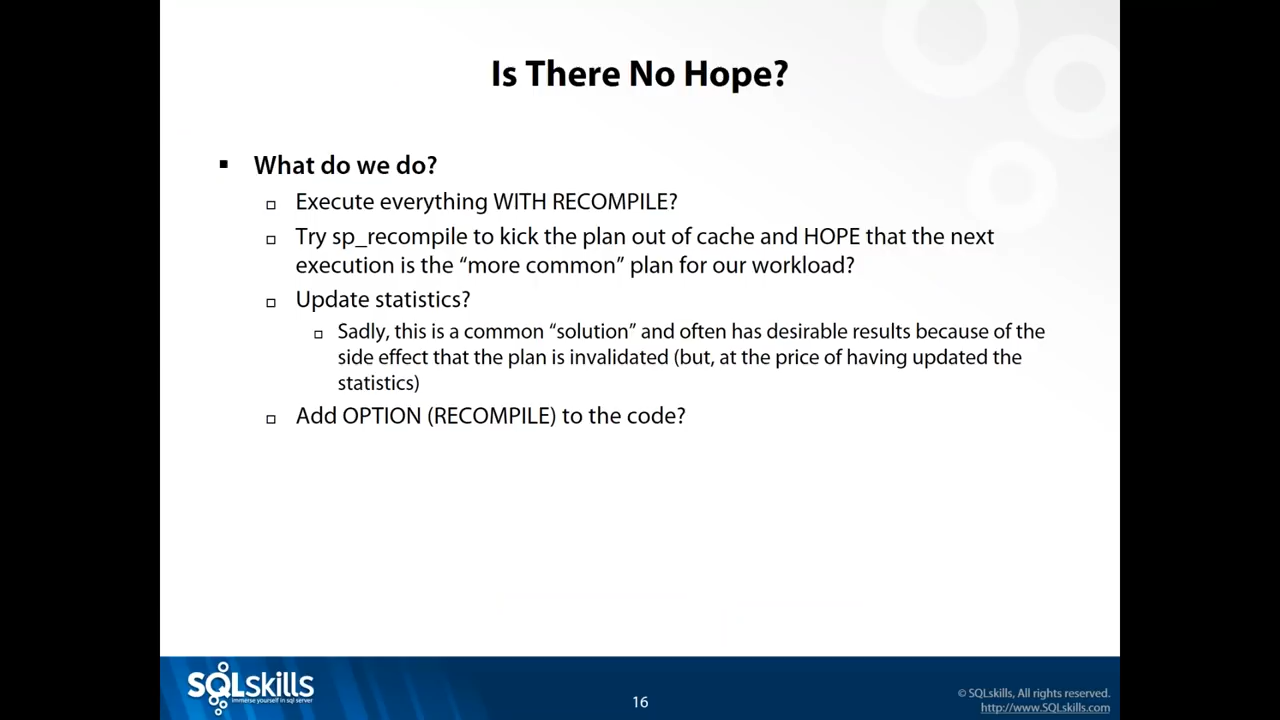 Is There No Hope?
▪ What do we do?
▫ Execute everything WITH RECOMPILE?
▫ Try sp_recompile to kick the plan out of cache and HOPE that the next
execution is the “more common” plan for our workload?
▫ Update statistics?
▫ Sadly, this is a common “solution” and often has desirable results because of the
side effect that the plan is invalidated (but, at the price of having updated the
statistics)
▫ Add OPTION (RECOMPILE) to the code?
SQLskills
immerse yourself in sql server
16
© SQLskills, All rights reserved.
http://www.SQLskills.com